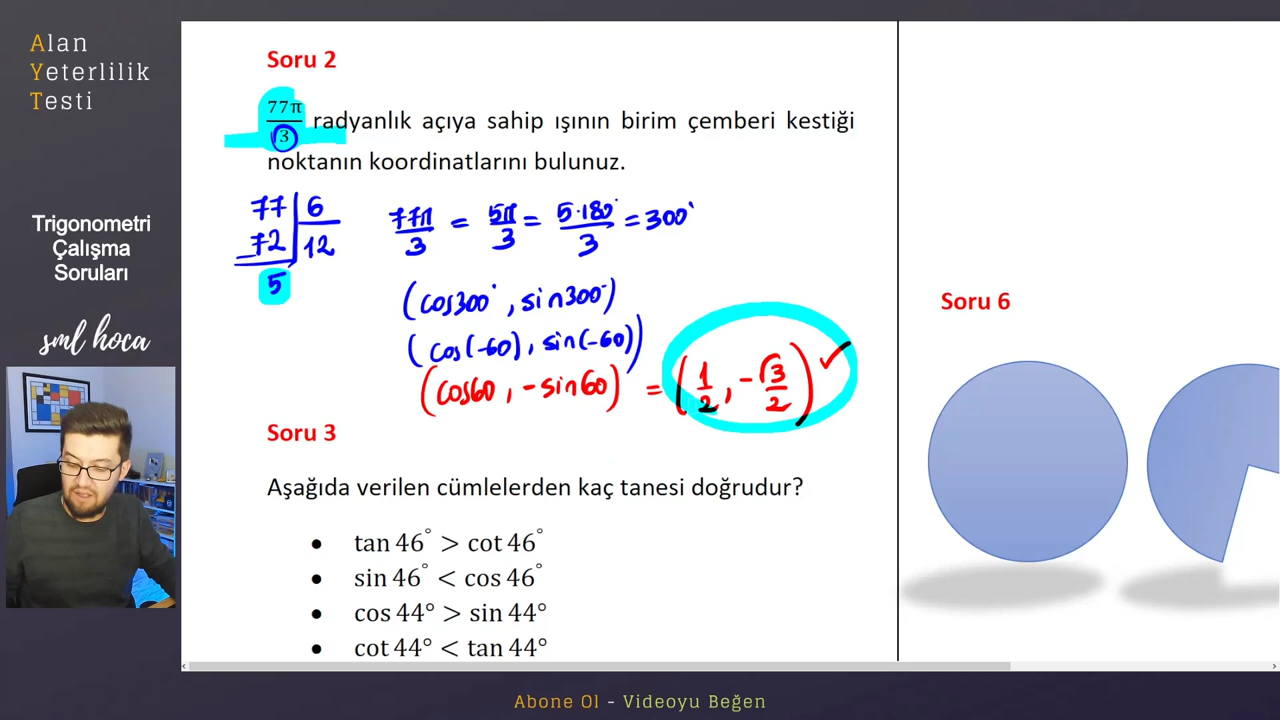 Alan
Yeterlilik
Testi
Trigonometri
Çalışma
Soruları
sml hoca
Soru 2
77π/3 radyanlık açıya sahip ışının birim çemberi kestiği
noktanın koordinatlarını bulunuz.
77 | 6
-72 | 12
5
77π/3 = 5π/3 = 5·180°/3 = 300°
(cos300°, sin300°)
(cos(-60), sin(-60))
(cos60, -sin60) = (1/2, -√3/2) ✓
Soru 3
Aşağıda verilen cümlelerden kaç tanesi doğrudur?
• tan 46° > cot 46°
• sin 46° < cos 46°
• cos 44° > sin 44°
• cot 44° < tan 44°
Soru 6
Abone Ol - Videoyu Beğen